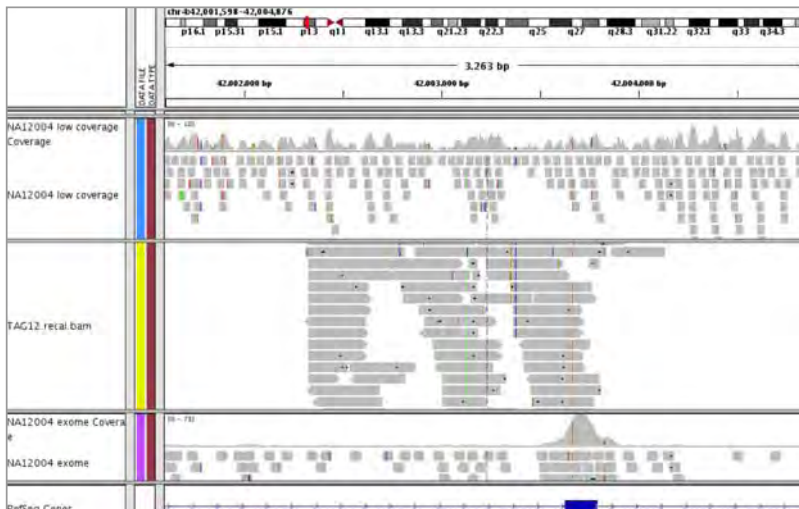 chr4:42,001,598-42,004,876
p16.1 p15.31 p15.1 p13 q11 q13.1 q13.3 q21.23 q22.3 q25 q27 q28.3 q31.22 q32.1 q33 q34.3
3.263 bp
42.002.000 bp 42.003.000 bp 42.004.000 bp
DATA FILE
DATA TYPE
NA12004 low coverage
Coverage
NA12004 low coverage
TAG12.recal.bam
NA12004 exome Covera
e
NA12004 exome
RefSeq Genes